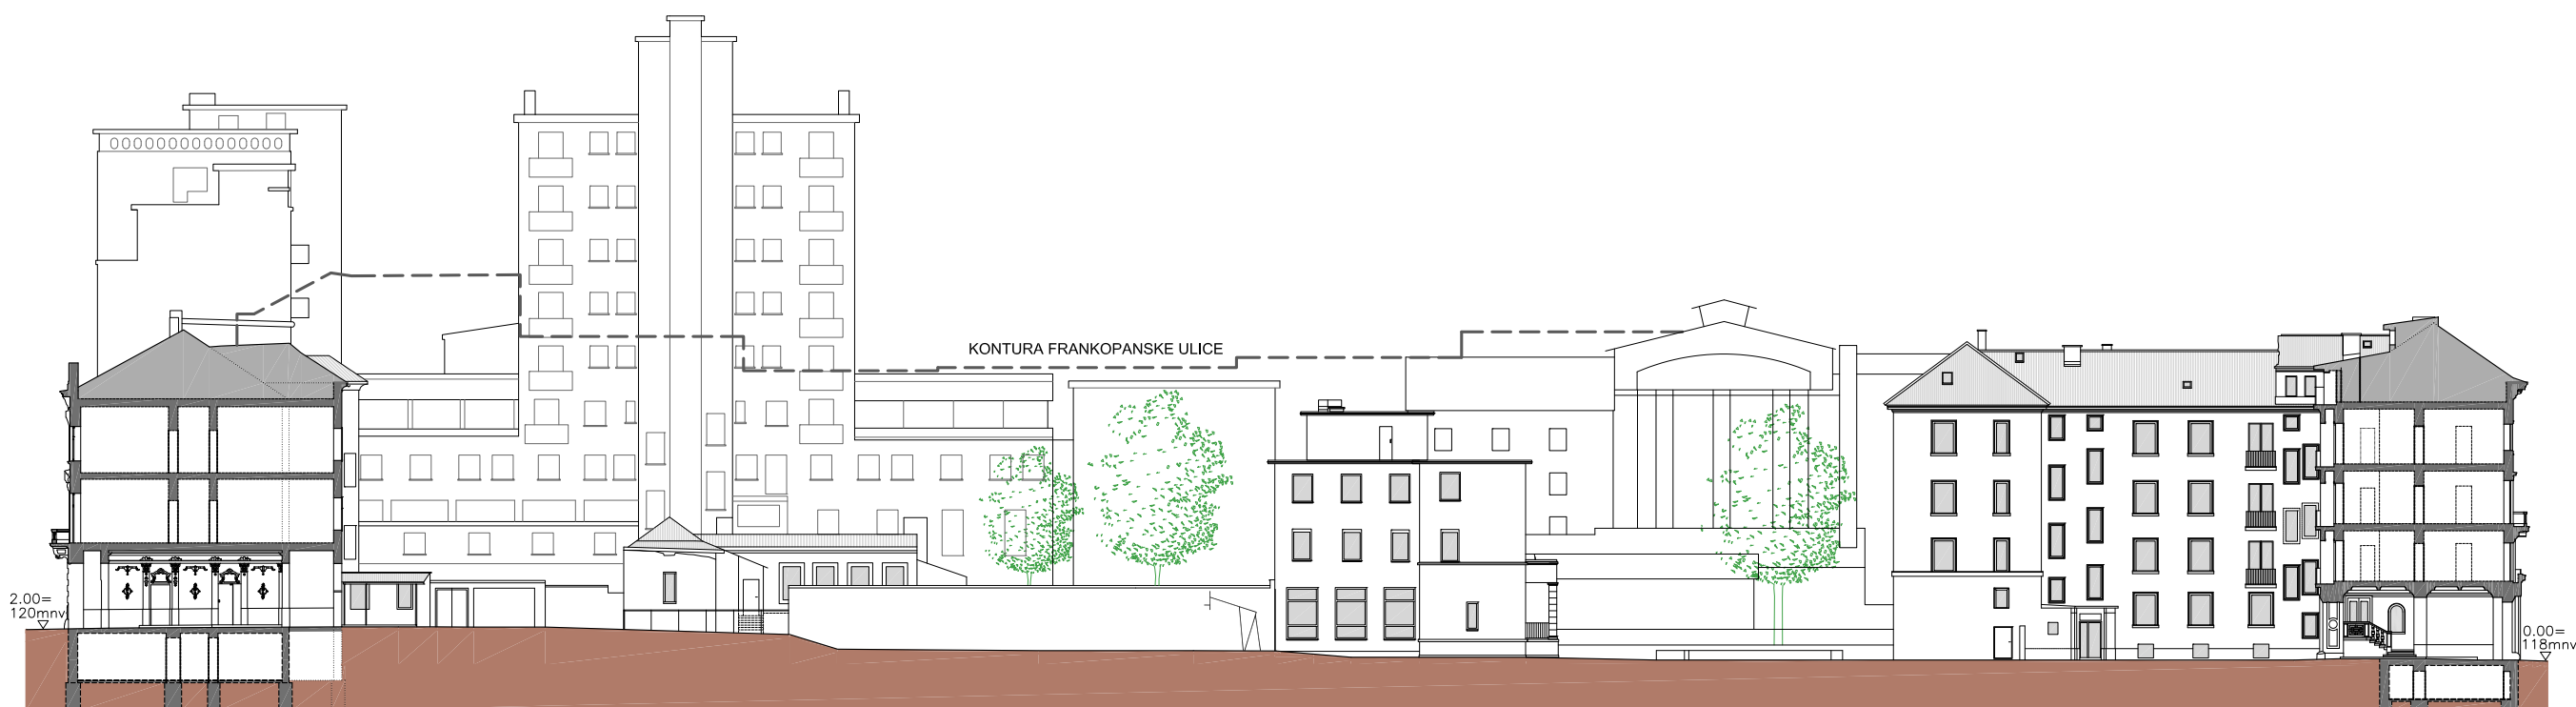 KONTURA FRANKOPANSKE ULICE
2.00=
120mnv
0.00=
118mnv